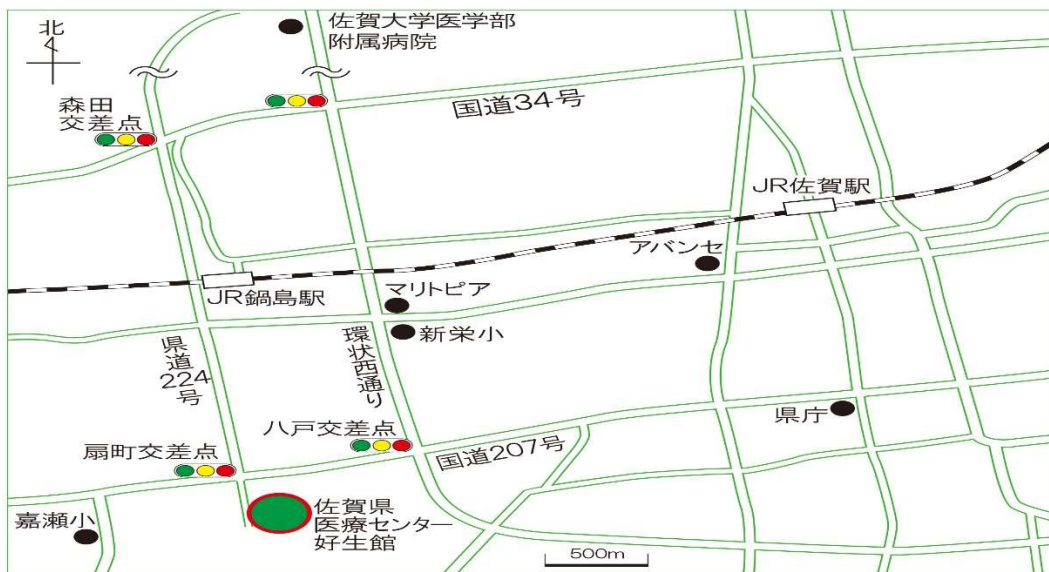 北
佐賀大学医学部
附属病院
森田
交差点
国道34号
JR佐賀駅
アバンセ
JR鍋島駅
マリトピア
新栄小
県道224号
環状西通り
県庁
八戸交差点
国道207号
扇町交差点
佐賀県
医療センター
好生館
嘉瀬小
500m